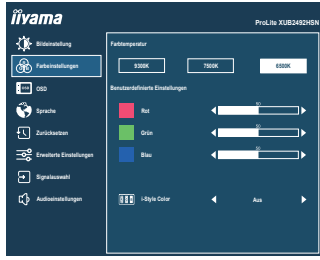 iiyama
ProLite XUB2492HSN
Bildeinstellung
Farbeinstellungen
OSD
Sprache
Zurücksetzen
Erweiterte Einstellungen
Signalauswahl
Audioeinstellungen
Farbtemperatur
9300K
7500K
6500K
Benutzerdefinierte Einstellungen
Rot
50
Grün
50
Blau
50
i-Style Color
Aus